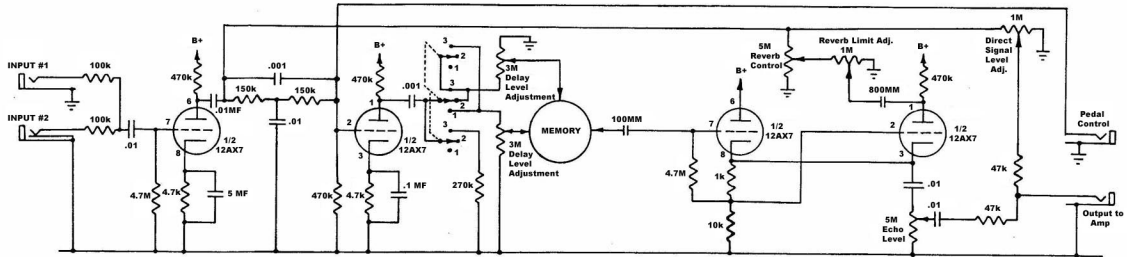 INPUT #1
100k
INPUT #2
100k
.01
4.7M
B+
470k
6
.01MF
7
8
1/2
12AX7
4.7k
5 MF
150k
.001
150k
.01
470k
B+
470k
1
2
3
1/2
12AX7
4.7k
.1 MF
.001
3
2
1
3
2
1
3
2
1
270k
3M
Delay
Level
Adjustment
3M
Delay
Level
Adjustment
MEMORY
100MM
4.7M
B+
6
7
8
1/2
12AX7
1k
10k
5M
Reverb
Control
Reverb Limit Adj.
1M
800MM
B+
470k
1
2
3
1/2
12AX7
.01
.01
5M
Echo
Level
47k
47k
1M
Direct
Signal
Level
Adj.
Pedal
Control
Output to
Amp